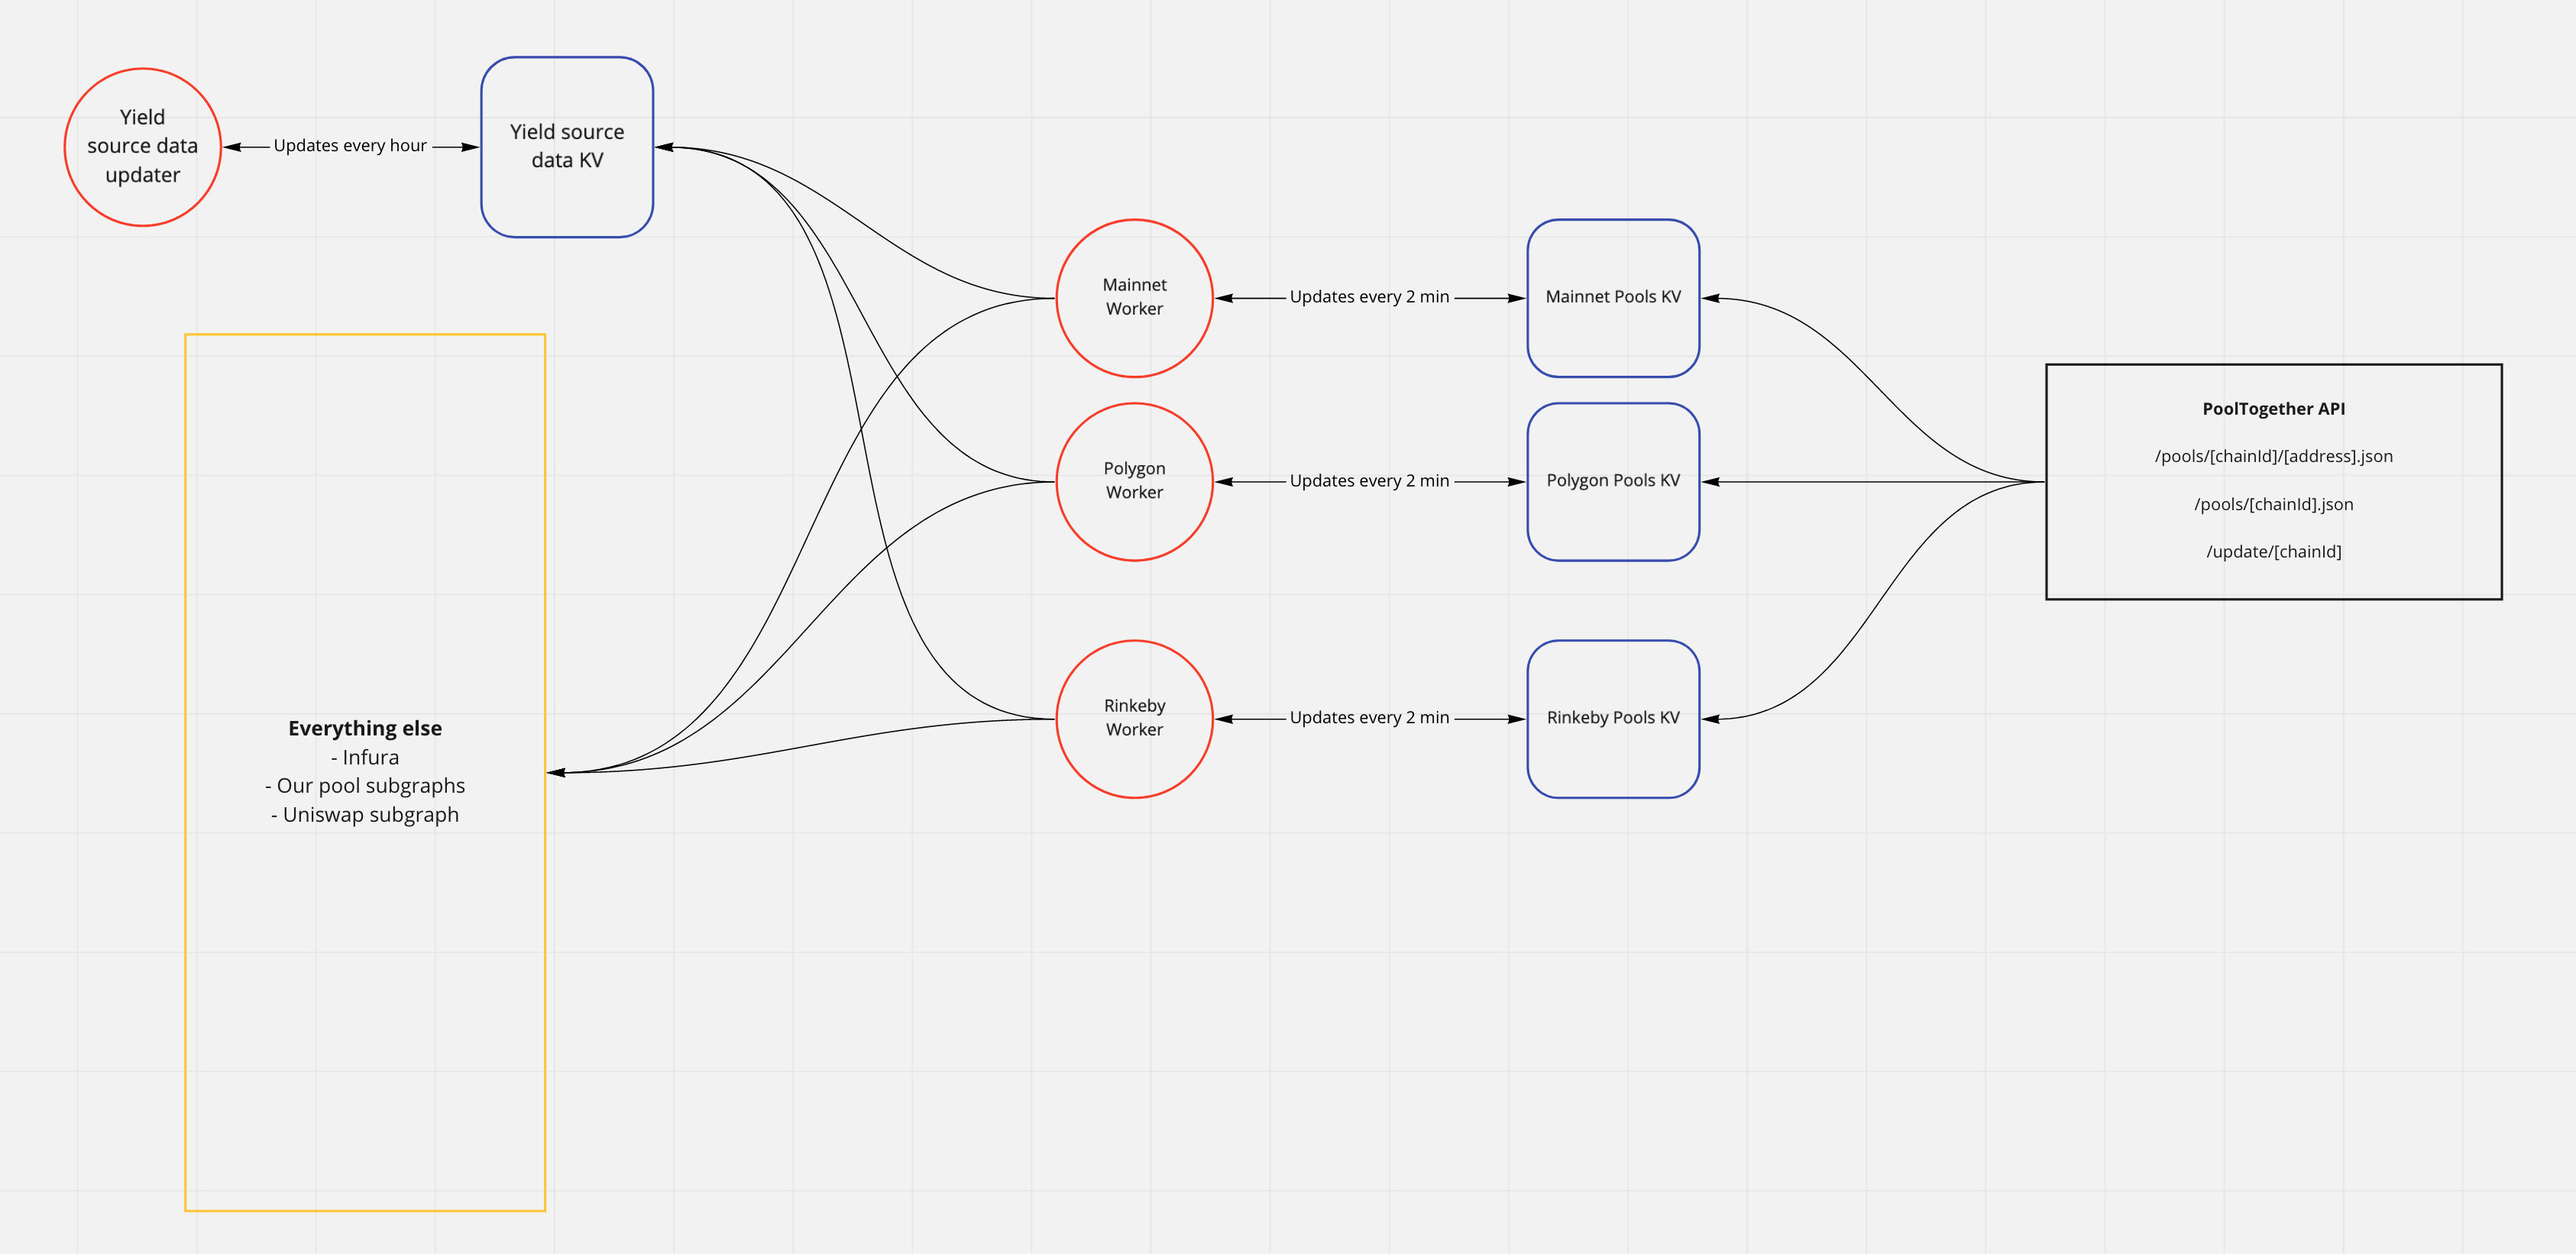 Yield
source data
updater
Updates every hour
Yield source
data KV
Mainnet
Worker
Updates every 2 min
Mainnet Pools KV
Polygon
Worker
Updates every 2 min
Polygon Pools KV
Rinkeby
Worker
Updates every 2 min
Rinkeby Pools KV
PoolTogether API
/pools/[chainId]/[address].json
/pools/[chainId].json
/update/[chainId]
Everything else
- Infura
- Our pool subgraphs
- Uniswap subgraph